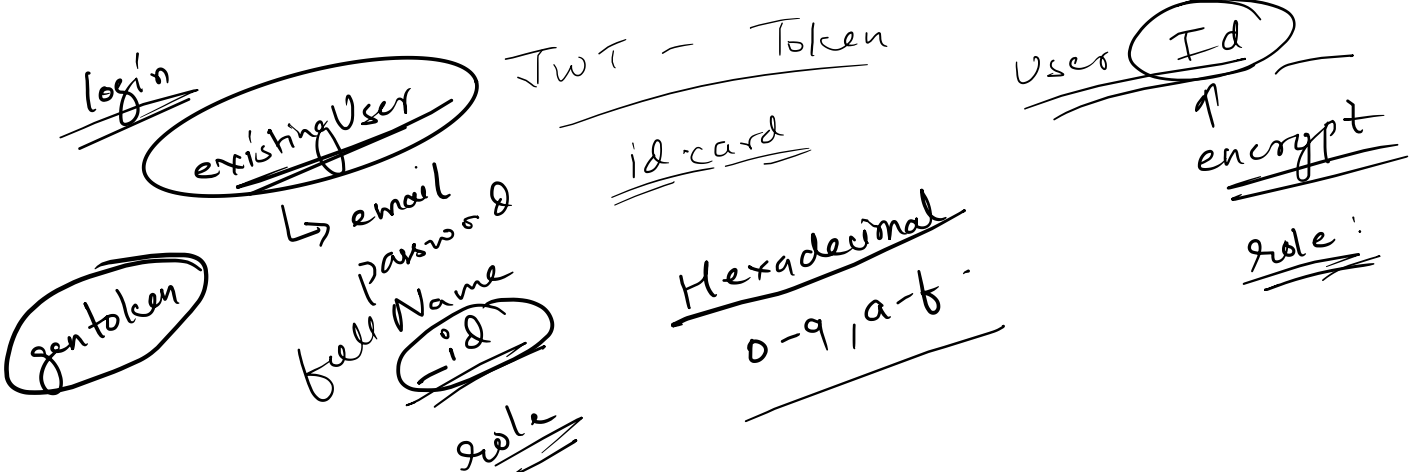 login
existingUser
↳ email
password
full Name
_id
role
gentoken
JWT - Token
id-card
Hexadecimal
0-9, a-f.
User Id —
↑
encrypt
role: